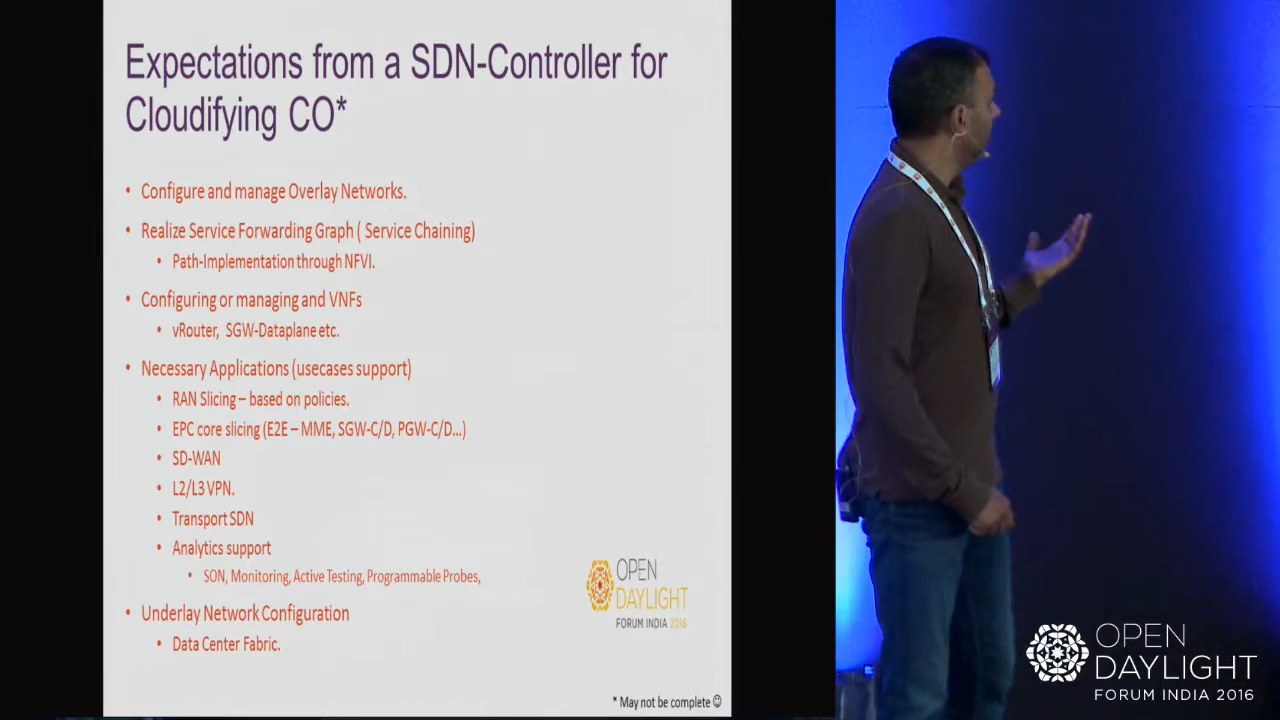 Expectations from a SDN-Controller for
Cloudifying CO*
• Configure and manage Overlay Networks.
• Realize Service Forwarding Graph ( Service Chaining)
• Path-Implementation through NFVI.
• Configuring or managing and VNFs
• vRouter, SGW-Dataplane etc.
• Necessary Applications (usecases support)
• RAN Slicing – based on policies.
• EPC core slicing (E2E – MME, SGW-C/D, PGW-C/D...)
• SD-WAN
• L2/L3 VPN.
• Transport SDN
• Analytics support
• SON, Monitoring, Active Testing, Programmable Probes,
• Underlay Network Configuration
• Data Center Fabric.
OPEN
DAYLIGHT
FORUM INDIA 2016
* May not be complete ☺
OPEN
DAYLIGHT
FORUM INDIA 2016